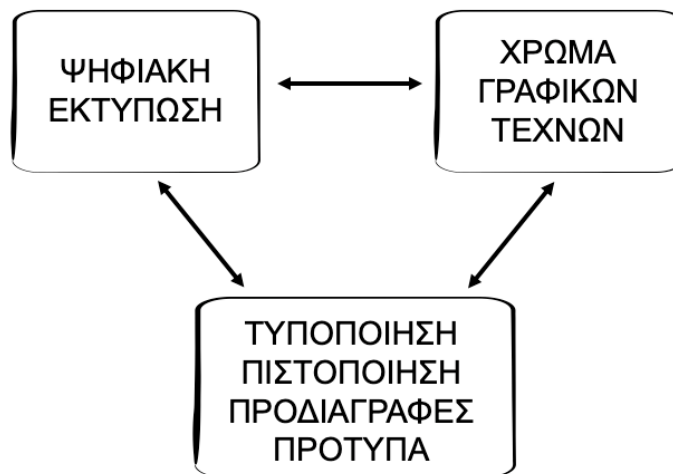 ΨΗΦΙΑΚΗ
ΕΚΤΥΠΩΣΗ
ΧΡΩΜΑ
ΓΡΑΦΙΚΩΝ
ΤΕΧΝΩΝ
ΤΥΠΟΠΟΙΗΣΗ
ΠΙΣΤΟΠΟΙΗΣΗ
ΠΡΟΔΙΑΓΡΑΦΕΣ
ΠΡΟΤΥΠΑ